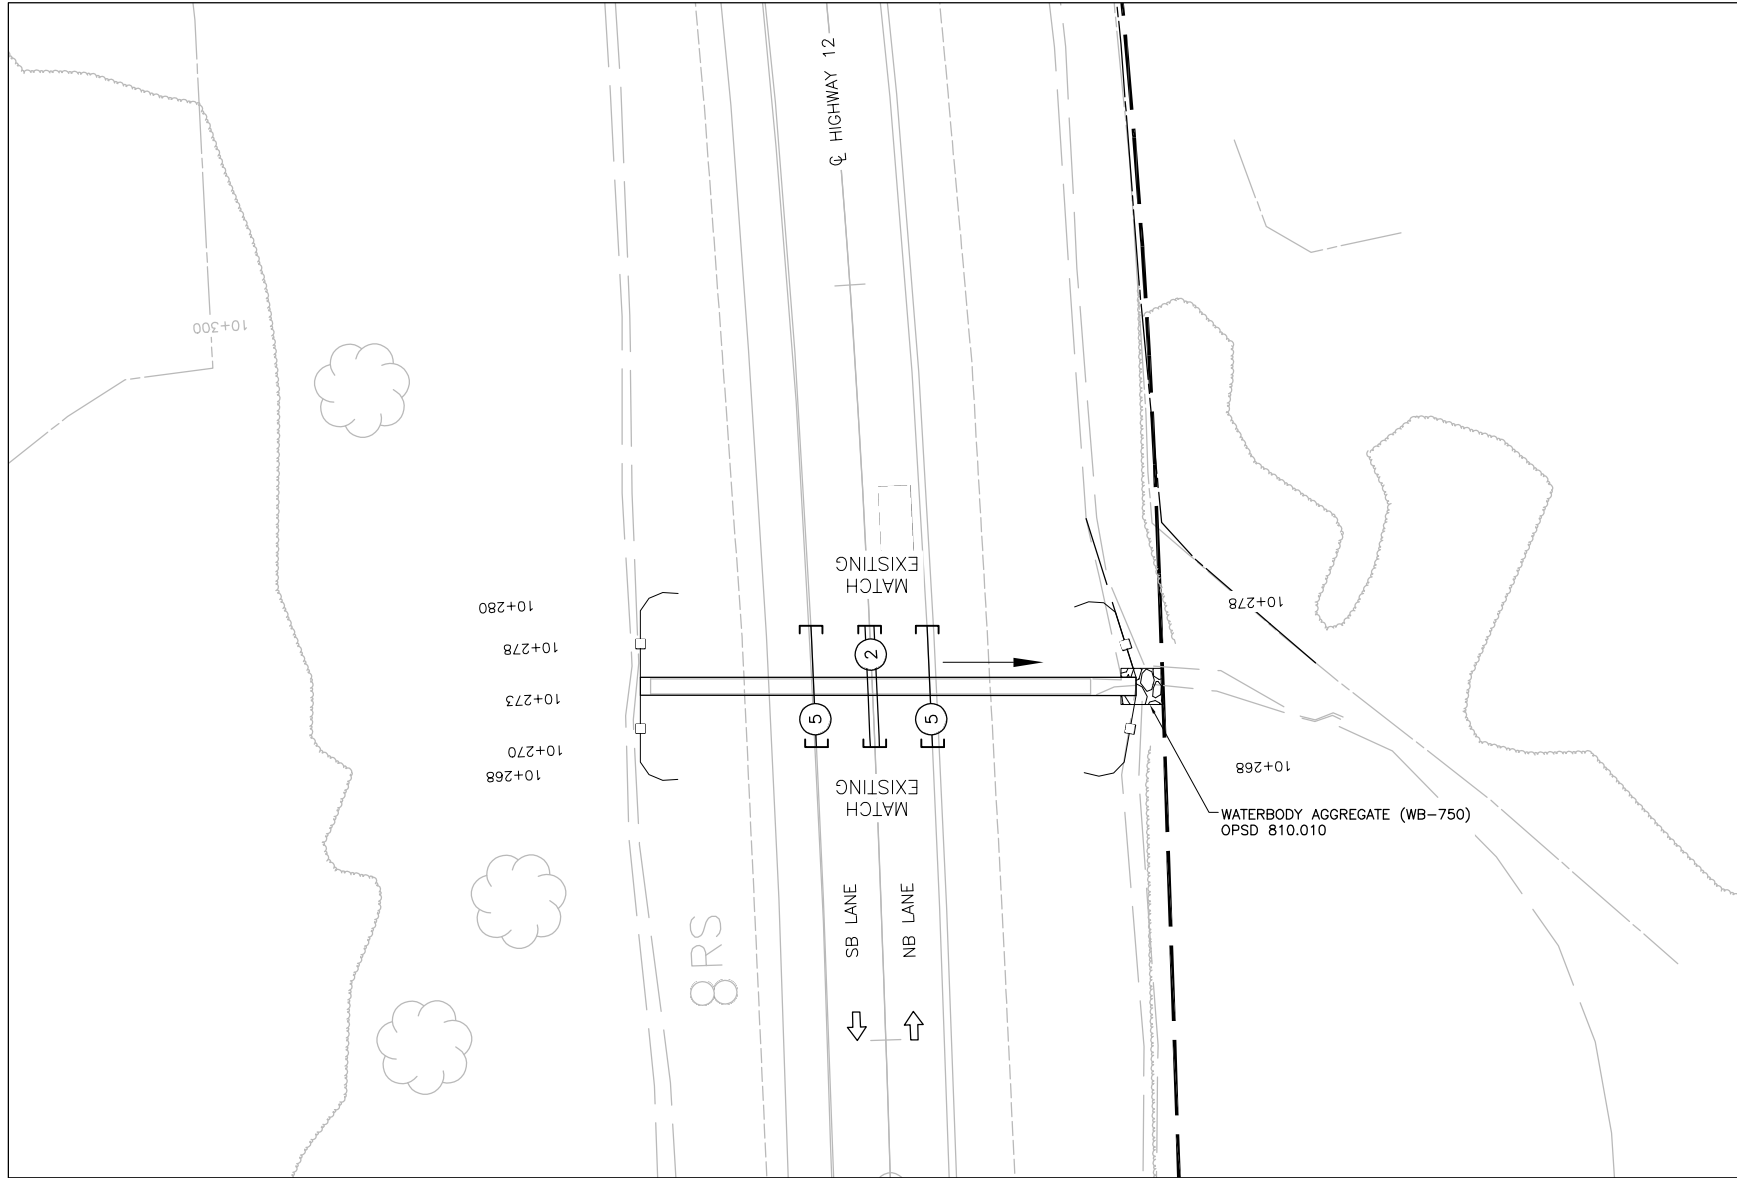 ℄ HIGHWAY 12
10+300
MATCH
EXISTING
10+280
10+278
10+278
2
10+273
5
5
10+270
10+268
10+268
MATCH
EXISTING
WATERBODY AGGREGATE (WB-750)
OPSD 810.010
SB LANE
NB LANE
8RS